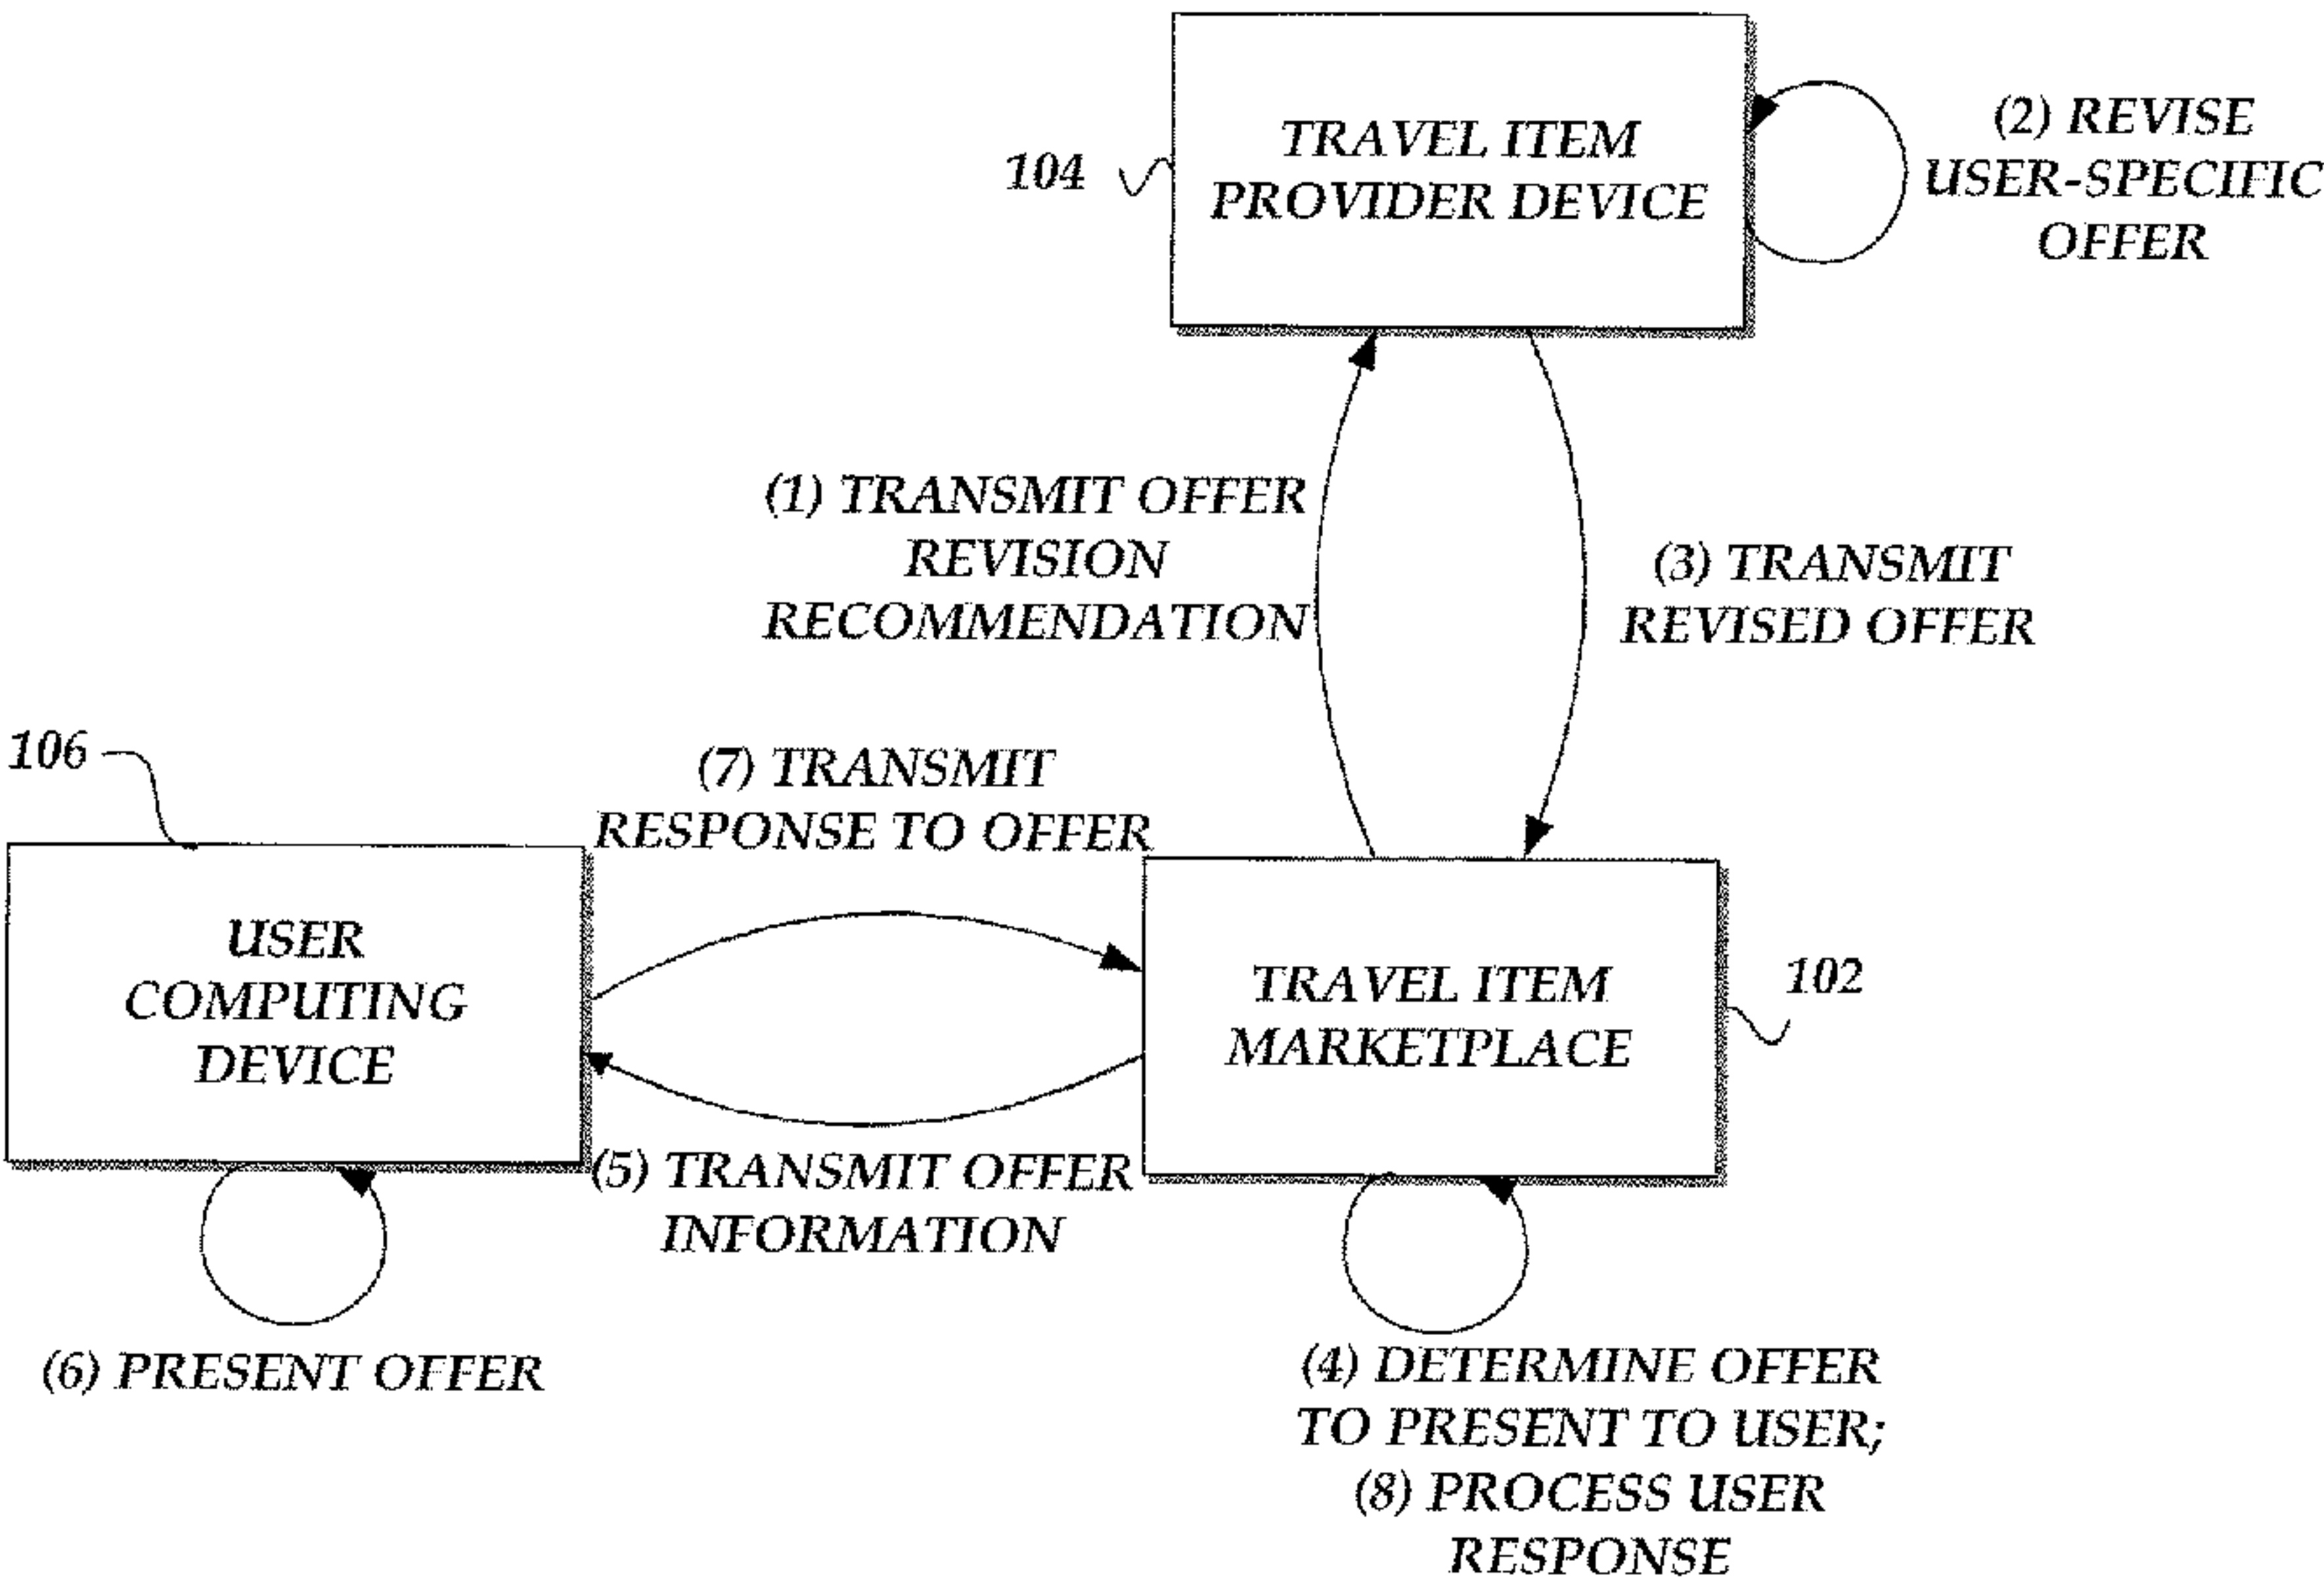 TRAVEL ITEM
PROVIDER DEVICE
104
(2) REVISE
USER-SPECIFIC
OFFER
(1) TRANSMIT OFFER
REVISION
RECOMMENDATION
(3) TRANSMIT
REVISED OFFER
106
(7) TRANSMIT
RESPONSE TO OFFER
USER
COMPUTING
DEVICE
TRAVEL ITEM
MARKETPLACE
102
(5) TRANSMIT OFFER
INFORMATION
(6) PRESENT OFFER
(4) DETERMINE OFFER
TO PRESENT TO USER;
(8) PROCESS USER
RESPONSE